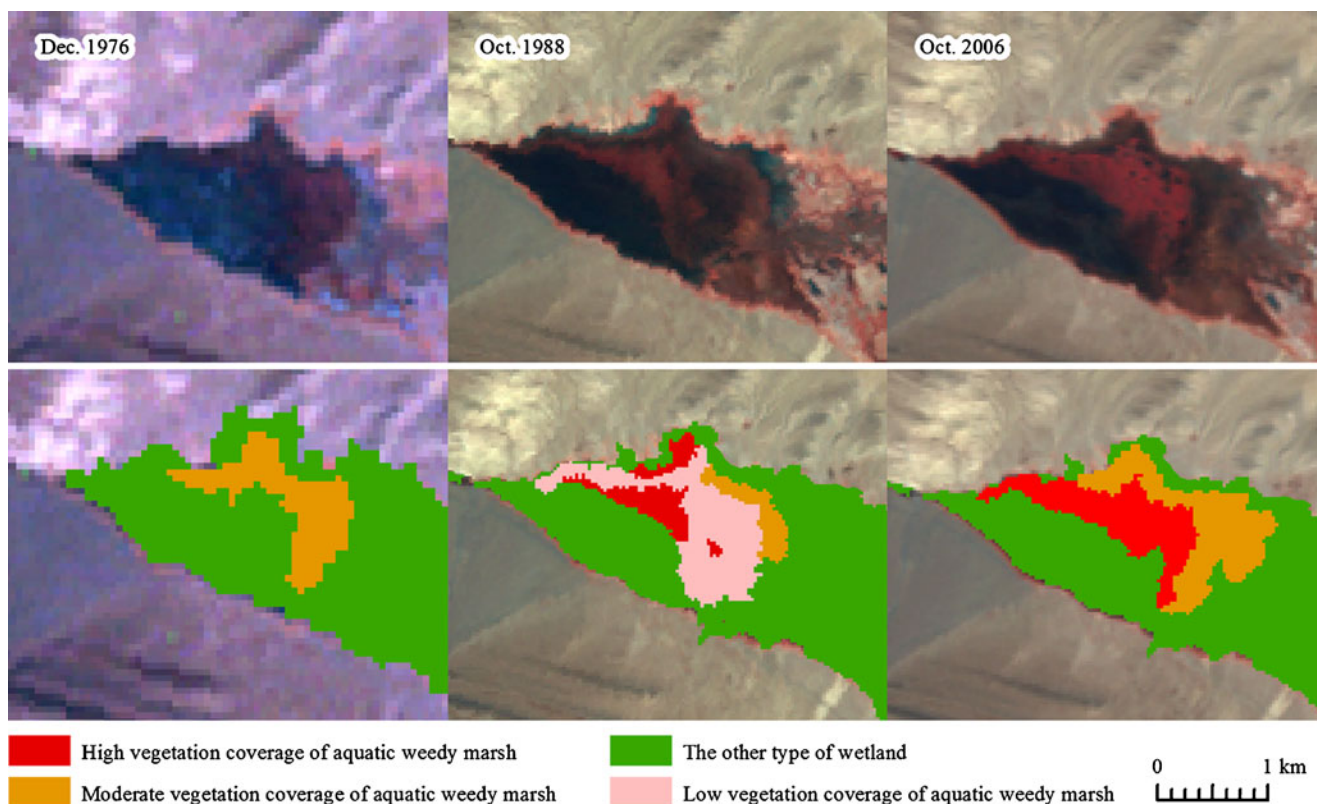 Dec. 1976
Oct. 1988
Oct. 2006
High vegetation coverage of aquatic weedy marsh
The other type of wetland
0 1 km
Moderate vegetation coverage of aquatic weedy marsh
Low vegetation coverage of aquatic weedy marsh